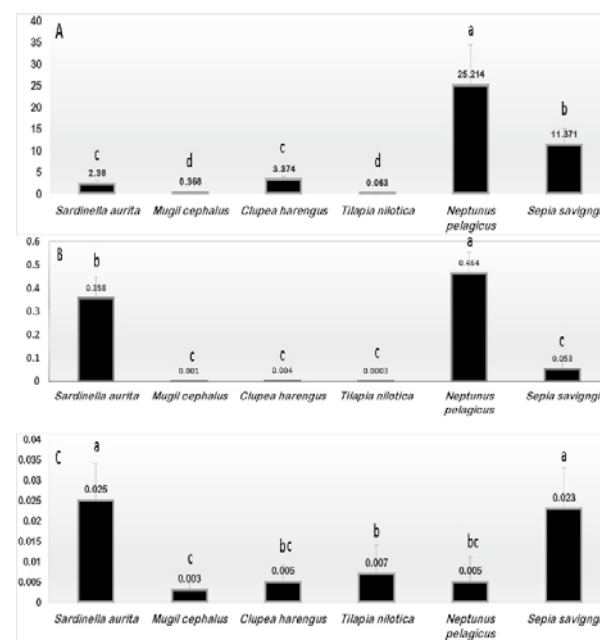 40
A
a
35
30
25.214
25
20
b
15
11.371
10
c
d
c
d
5
2.38
0.368
3.374
0.063
0
Sardinella aurita Mugil cephalus Clupea harengus Tilapia nilotica Neptunus pelagicus Sepia savigngi
0.6
B
a
0.5
b
0.464
0.4
0.358
0.3
0.2
c
c
c
c
0.1
0.001
0.004
0.0003
0.053
0
Sardinella aurita Mugil cephalus Clupea harengus Tilapia nilotica Neptunus pelagicus Sepia savigngi
0.04
C
a
a
0.035
0.03
0.025
0.025
0.023
0.02
0.015
bc
b
bc
0.01
c
0.005
0.007
0.005
0.005
0.003
0
Sardinella aurita Mugil cephalus Clupea harengus Tilapia nilotica Neptunus pelagicus Sepia savigngi